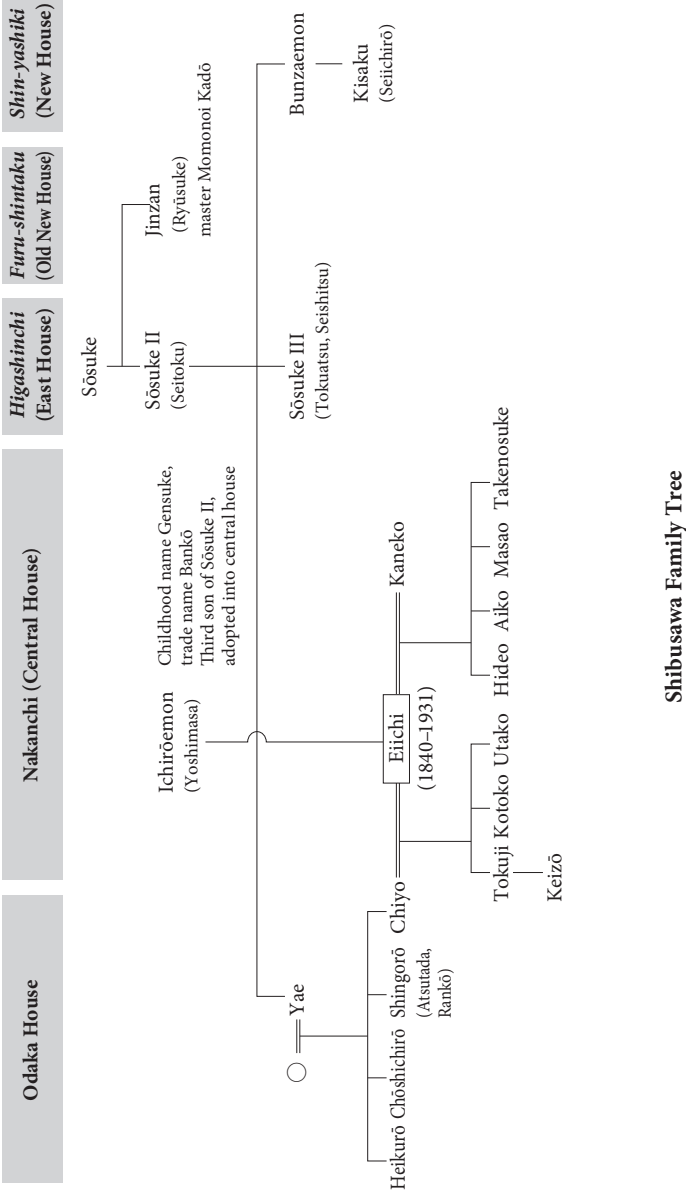 Odaka House
Nakanchi (Central House)
Higashinchi
(East House)
Furu-shintaku
(Old New House)
Shin-yashiki
(New House)
Sōsuke
Ichirōemon
(Yoshimasa)
Childhood name Gensuke,
trade name Bankō
Third son of Sōsuke II,
adopted into central house
Sōsuke II
(Seitoku)
Jinzan
(Ryūsuke)
master Momonoi Kadō
Yae
Sōsuke III
(Tokuatsu, Seishitsu)
Bunzaemon
Kisaku
(Seiichirō)
Heikurō Chōshichirō Shingorō Chiyo
(Atsutada,
Rankō)
Eiichi
(1840–1931)
Kaneko
Tokuji Kotoko Utako
Hideo Aiko Masao Takenosuke
Keizō
Shibusawa Family Tree